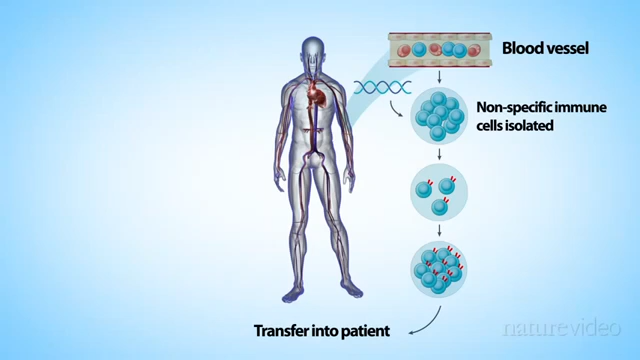 Blood vessel
Non-specific immune
cells isolated
Transfer into patient
naturevideo